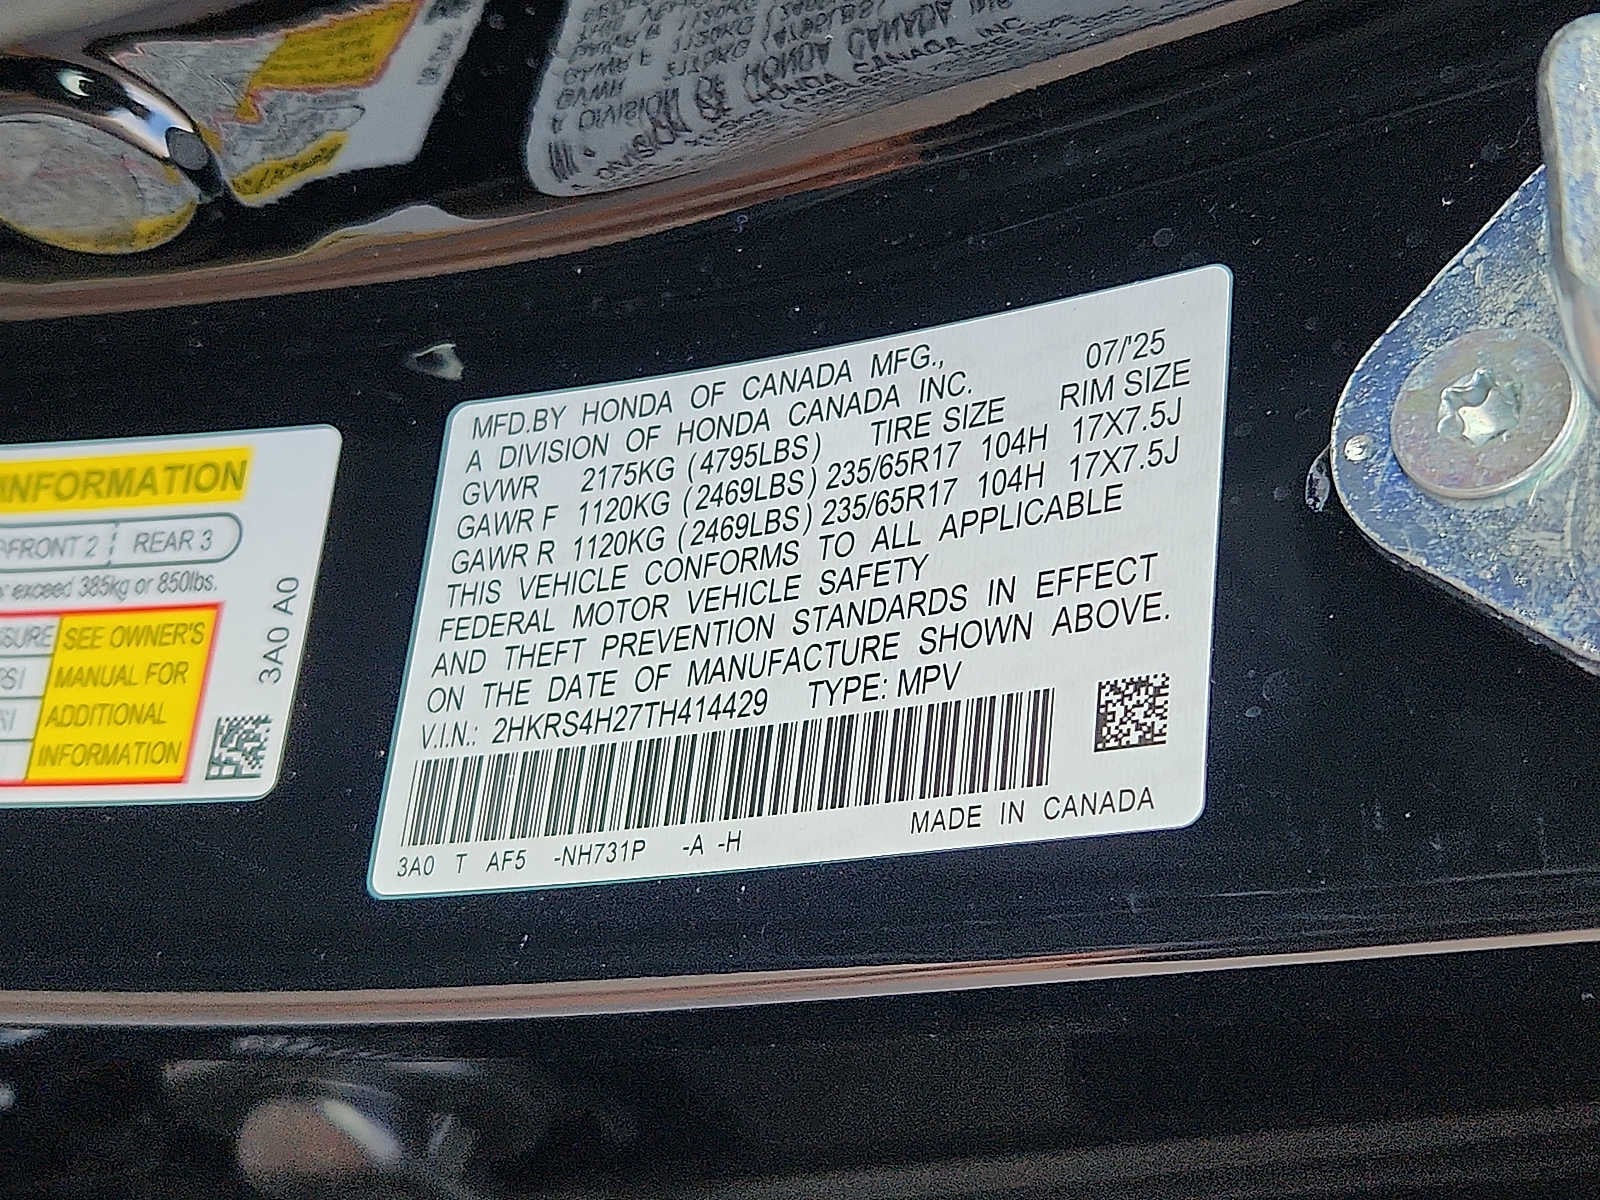 MFD.BY HONDA OF CANADA MFG., 07/'25
A DIVISION OF HONDA CANADA INC.
GVWR 2175KG (4795LBS) TIRE SIZE RIM SIZE
GAWR F 1120KG (2469LBS) 235/65R17 104H 17X7.5J
GAWR R 1120KG (2469LBS) 235/65R17 104H 17X7.5J
THIS VEHICLE CONFORMS TO ALL APPLICABLE
FEDERAL MOTOR VEHICLE SAFETY
AND THEFT PREVENTION STANDARDS IN EFFECT
ON THE DATE OF MANUFACTURE SHOWN ABOVE.
V.I.N.: 2HKRS4H27TH414429 TYPE: MPV
MADE IN CANADA
3A0 T AF5 -NH731P -A -H
INFORMATION
FRONT 2 REAR 3
exceed 385kg or 850lbs.
SEE OWNER'S
MANUAL FOR
ADDITIONAL
INFORMATION
3A0 A0